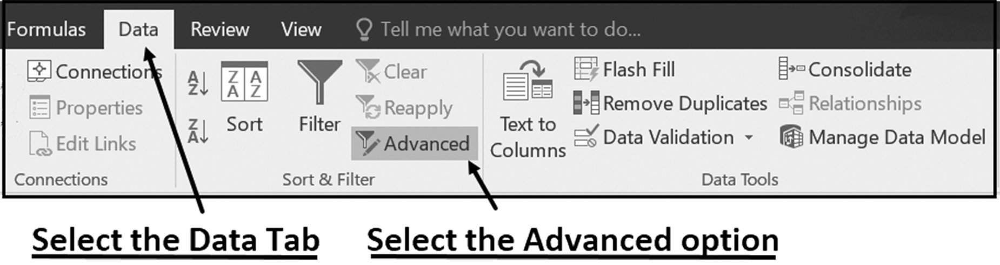 Formulas Data Review View Tell me what you want to do...
Connections
Properties
Edit Links
Connections
A Z
Z A
Z A A Z
Sort
Filter
Clear
Reapply
Advanced
Sort & Filter
Text to
Columns
Flash Fill
Remove Duplicates
Data Validation
Consolidate
Relationships
Manage Data Model
Data Tools
Select the Data Tab
Select the Advanced option